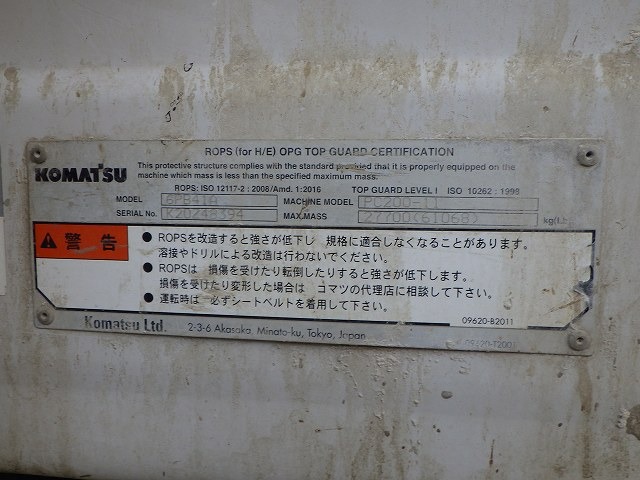 ROPS (for H/E) OPG TOP GUARD CERTIFICATION
KOMATSU
This protective structure complies with the standard provided that it is properly equipped on the
machine which mass is less than the specified maximum mass.
ROPS: ISO 12117-2 : 2008/Amd. 1:2016 TOP GUARD LEVEL I ISO 10262 : 1998
MODEL 6PB41A MACHINE MODEL PC200-11
SERIAL No. K20248394 MAX.MASS 27700(61068) kg(Lb)
警告
● ROPSを改造すると強さが低下し 規格に適合しなくなることがあります。
溶接やドリルによる改造は行わないでください。
● ROPSは 損傷を受けたり転倒したりすると強さが低下します。
損傷を受けたり変形した場合は コマツの代理店に相談して下さい。
● 運転時は 必ずシートベルトを着用して下さい。
09620-B2011
Komatsu Ltd. 2-3-6 Akasaka, Minato-ku, Tokyo, Japan
09620-T2001